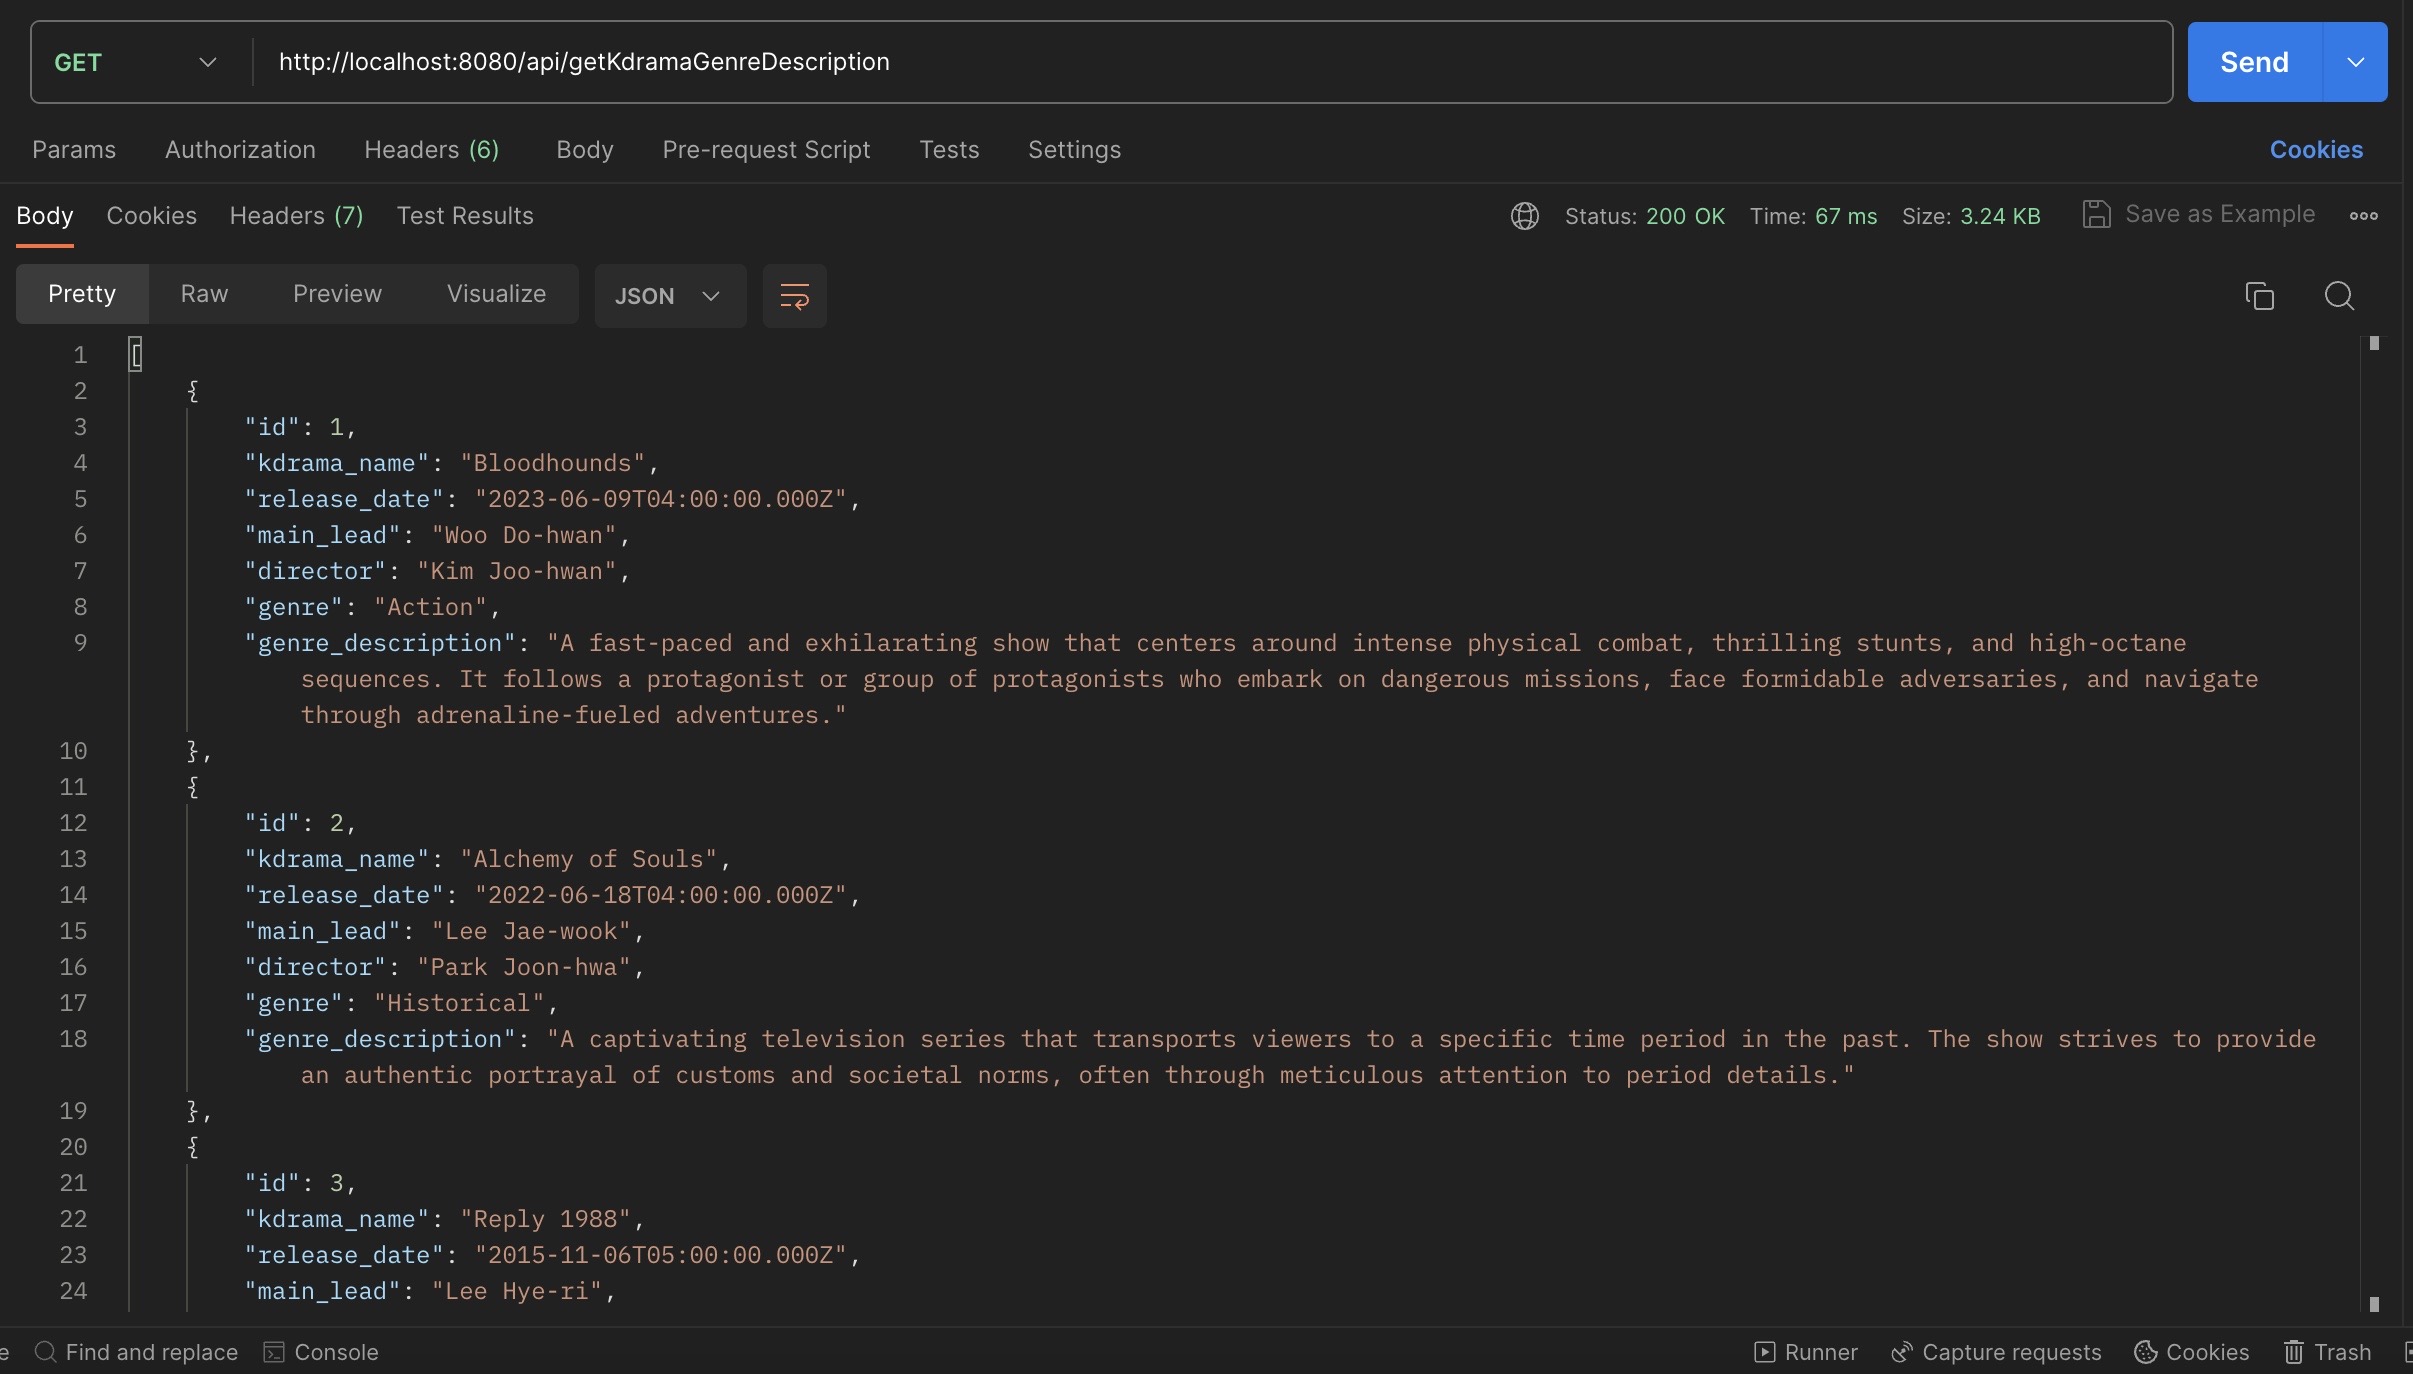 GET http://localhost:8080/api/getKdramaGenreDescription Send
Params Authorization Headers (6) Body Pre-request Script Tests Settings Cookies
Body Cookies Headers (7) Test Results Status: 200 OK Time: 67 ms Size: 3.24 KB Save as Example
Pretty Raw Preview Visualize JSON
1 [
2 {
3 "id": 1,
4 "kdrama_name": "Bloodhounds",
5 "release_date": "2023-06-09T04:00:00.000Z",
6 "main_lead": "Woo Do-hwan",
7 "director": "Kim Joo-hwan",
8 "genre": "Action",
9 "genre_description": "A fast-paced and exhilarating show that centers around intense physical combat, thrilling stunts, and high-octane
sequences. It follows a protagonist or group of protagonists who embark on dangerous missions, face formidable adversaries, and navigate
through adrenaline-fueled adventures."
10 },
11 {
12 "id": 2,
13 "kdrama_name": "Alchemy of Souls",
14 "release_date": "2022-06-18T04:00:00.000Z",
15 "main_lead": "Lee Jae-wook",
16 "director": "Park Joon-hwa",
17 "genre": "Historical",
18 "genre_description": "A captivating television series that transports viewers to a specific time period in the past. The show strives to provide
an authentic portrayal of customs and societal norms, often through meticulous attention to period details."
19 },
20 {
21 "id": 3,
22 "kdrama_name": "Reply 1988",
23 "release_date": "2015-11-06T05:00:00.000Z",
24 "main_lead": "Lee Hye-ri",
e Find and replace Console Runner Capture requests Cookies Trash